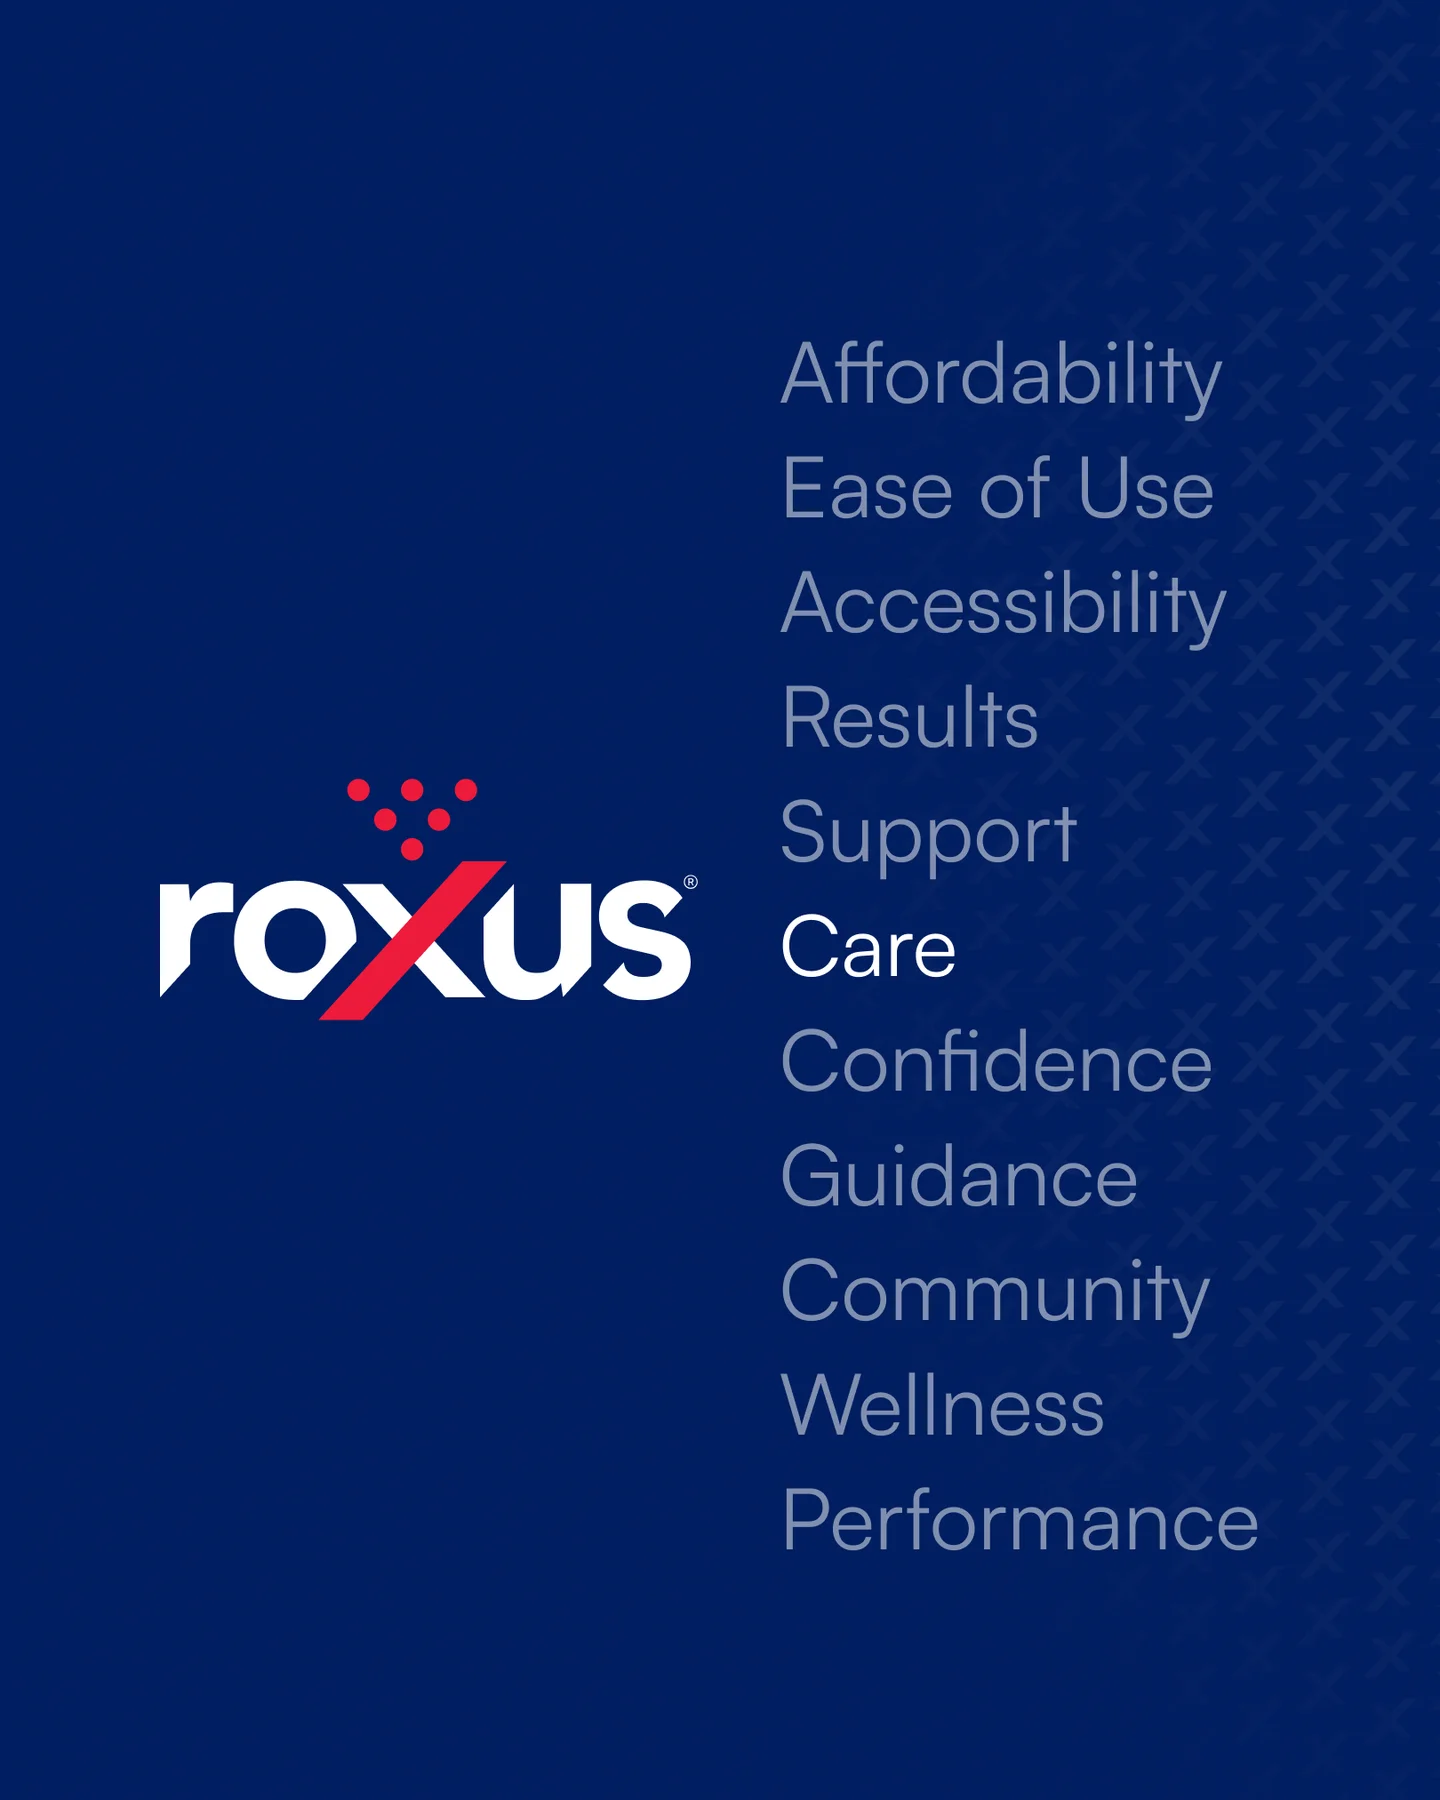 roxus®
Affordability
Ease of Use
Accessibility
Results
Support
Care
Confidence
Guidance
Community
Wellness
Performance